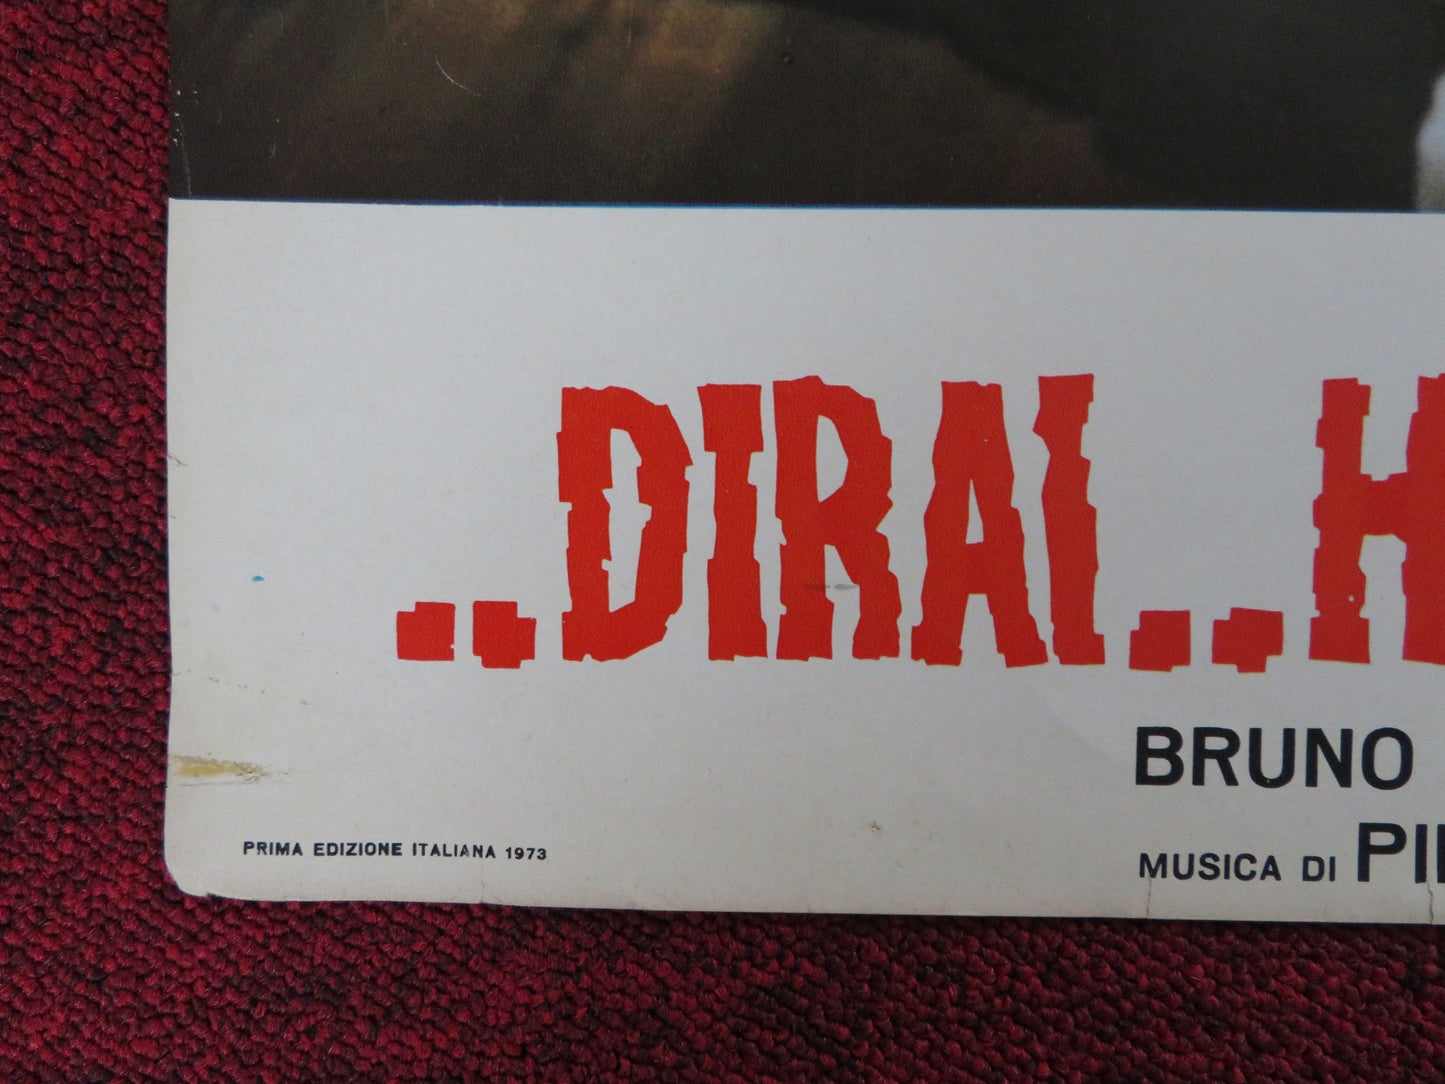 ..DIRAI..H
BRUNO
MUSICA DI PI
PRIMA EDIZIONE ITALIANA 1973